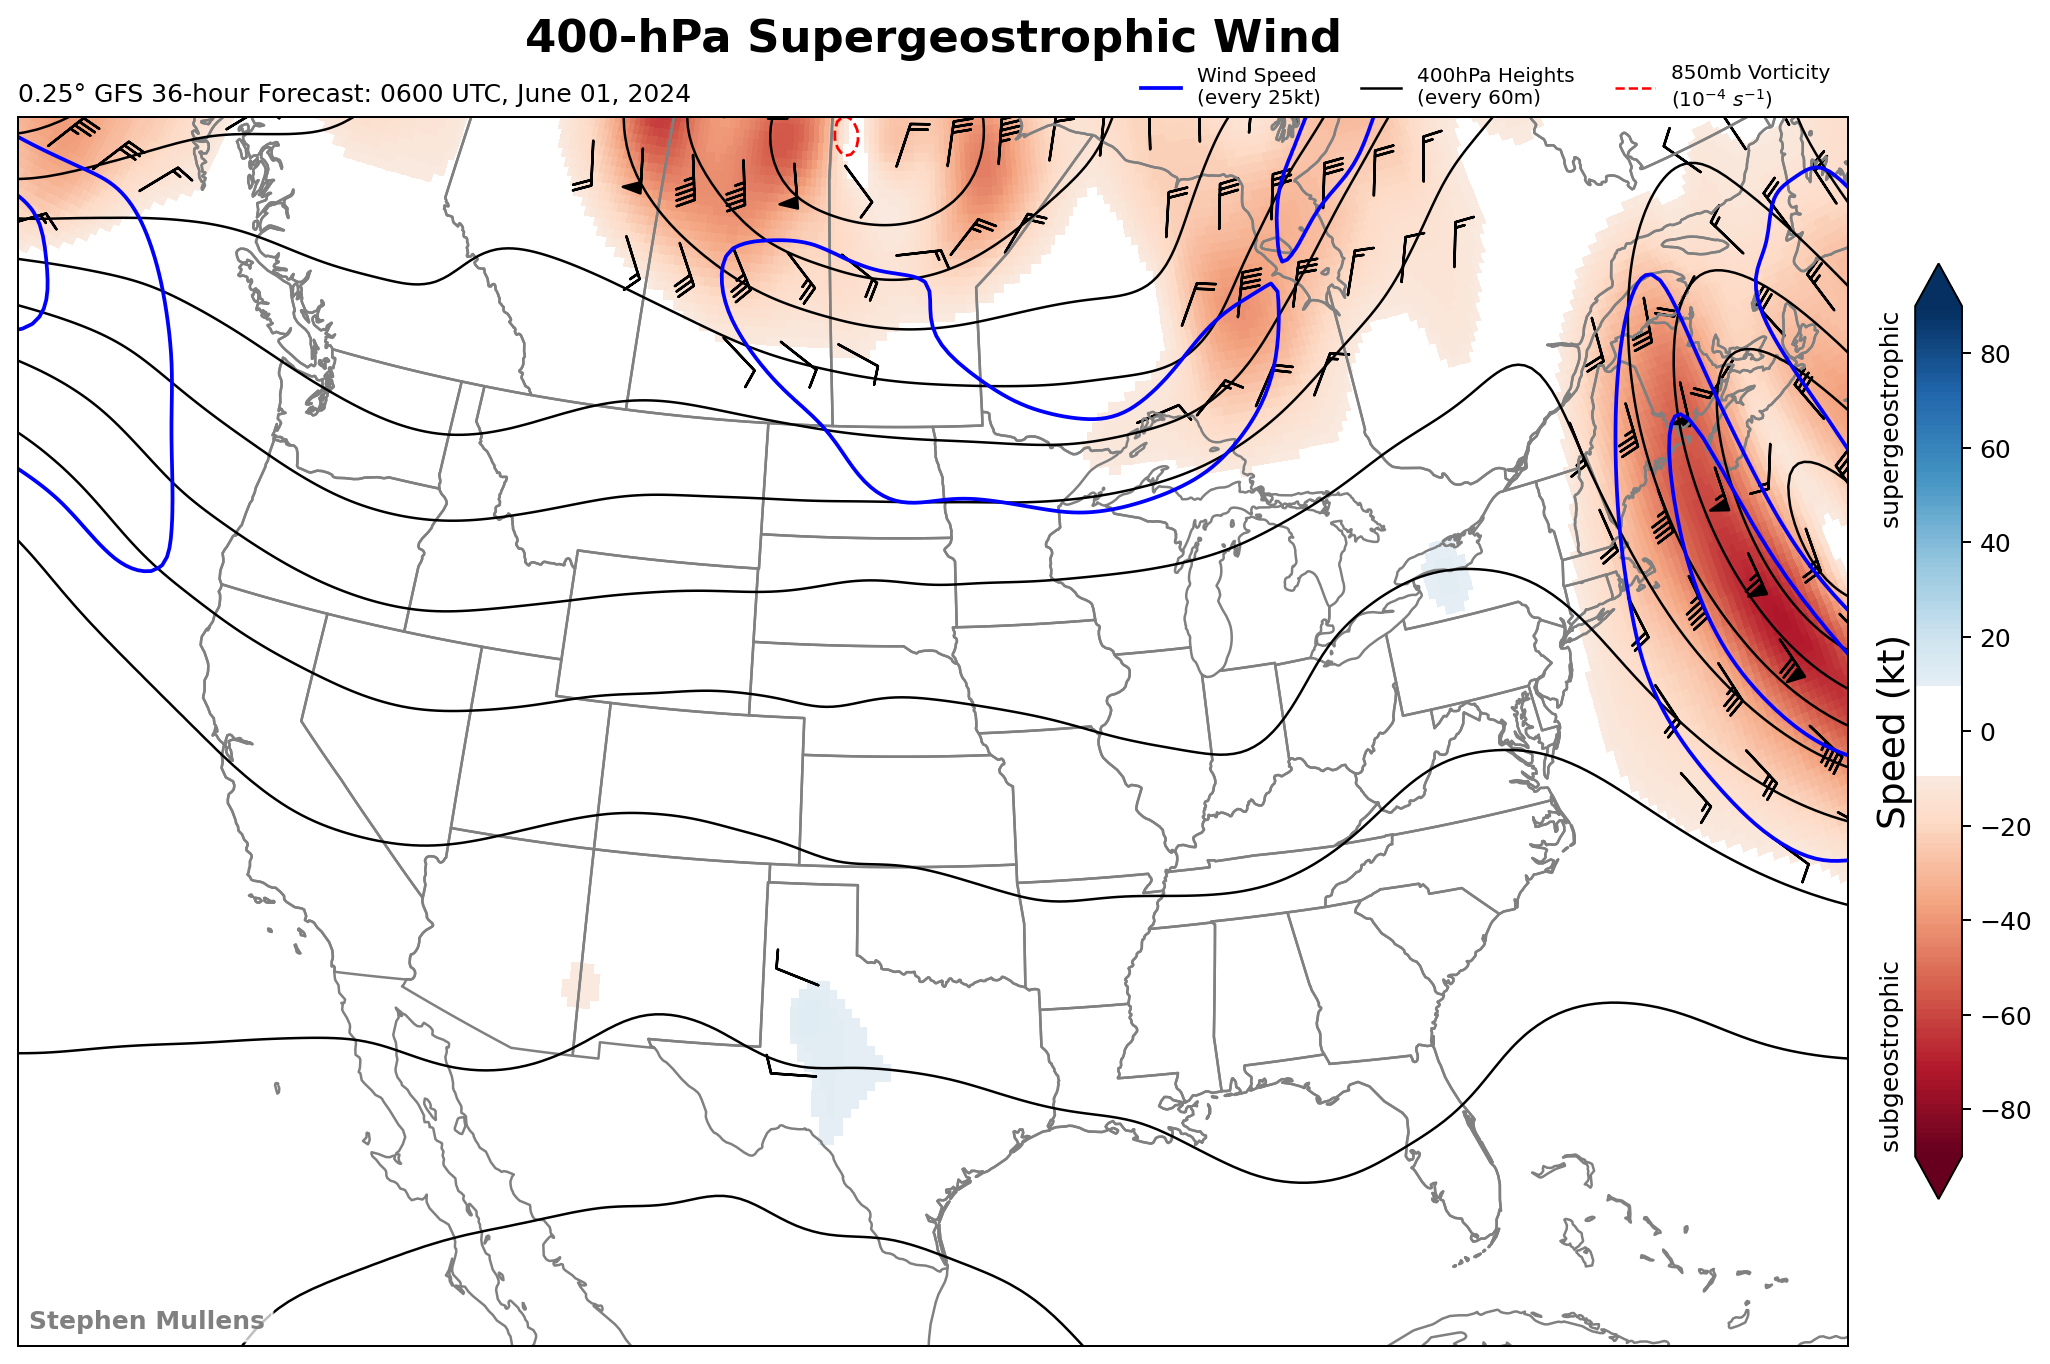 400-hPa Supergeostrophic Wind
0.25° GFS 36-hour Forecast: 0600 UTC, June 01, 2024
Wind Speed
(every 25kt)
400hPa Heights
(every 60m)
850mb Vorticity
(10⁻⁴ s⁻¹)
supergeostrophic
Speed (kt)
subgeostrophic
80
60
40
20
0
−20
−40
−60
−80
Stephen Mullens